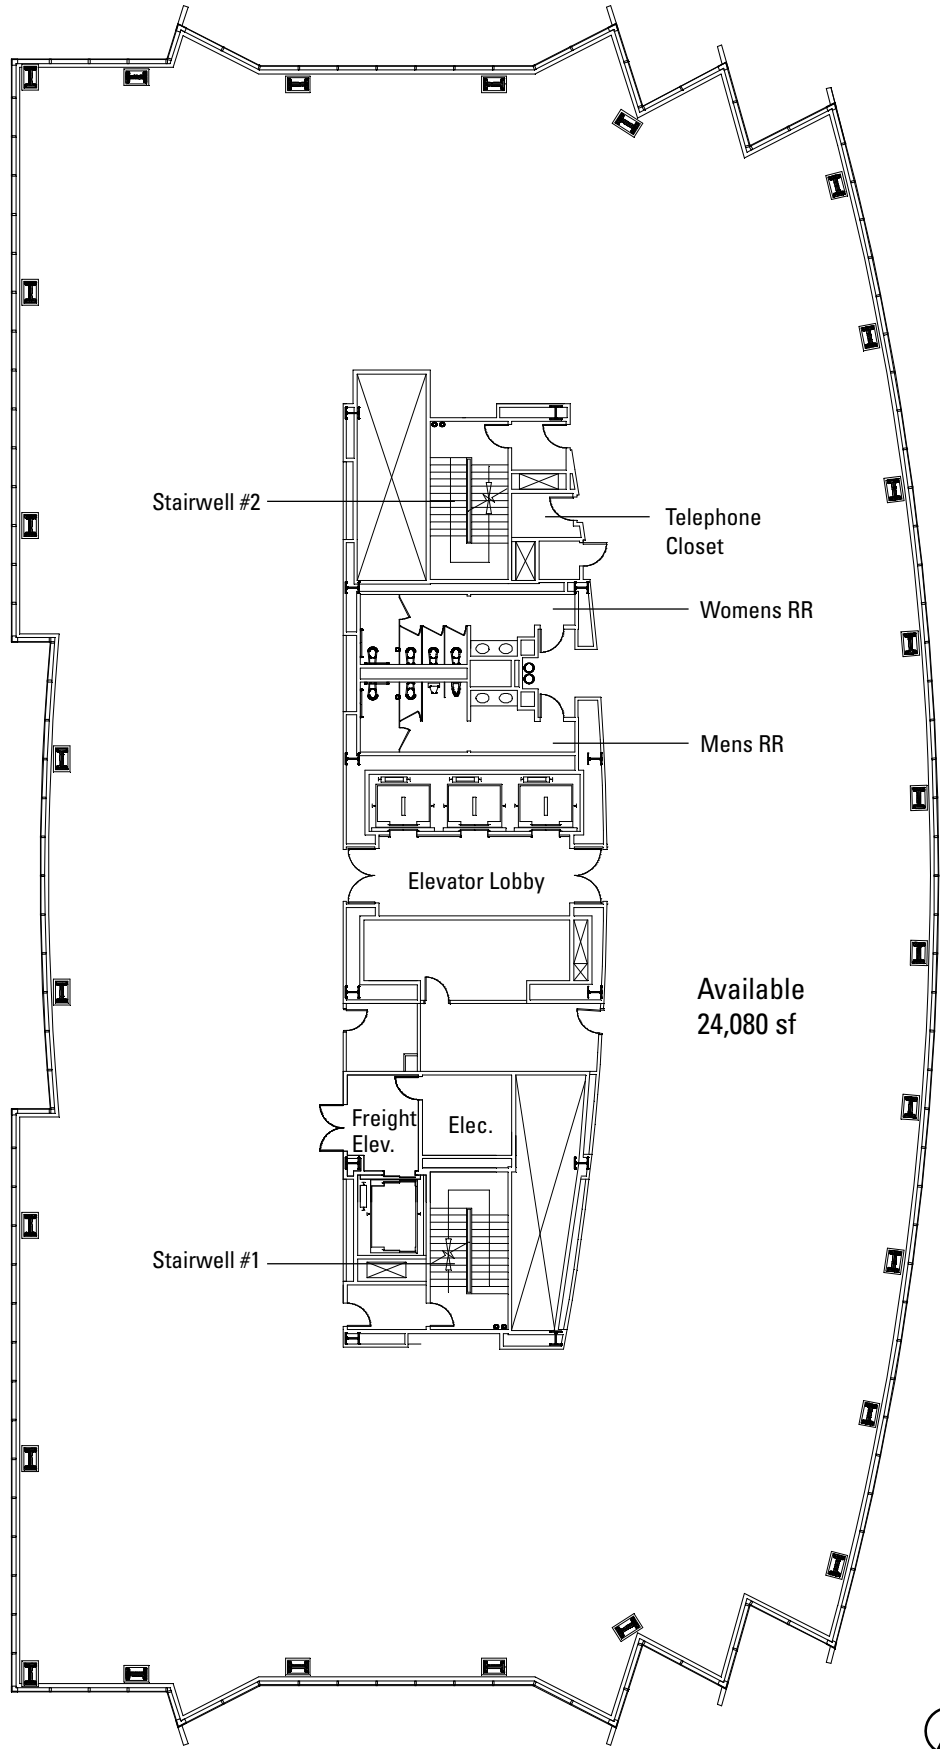 Stairwell #2
Telephone
Closet
Womens RR
Mens RR
Elevator Lobby
Available
24,080 sf
Freight
Elev.
Elec.
Stairwell #1